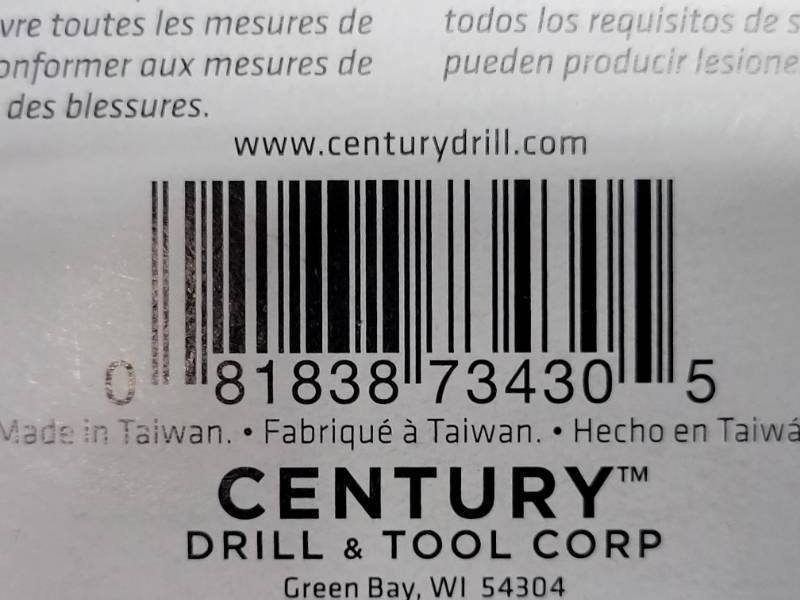 vre toutes les mesures de
onformer aux mesures de
des blessures.
todos los requisitos de s
pueden producir lesione
www.centurydrill.com
0 81838 73430 5
Made in Taiwan. • Fabriqué à Taiwan. • Hecho en Taiwá
CENTURY™
DRILL & TOOL CORP
Green Bay, WI 54304